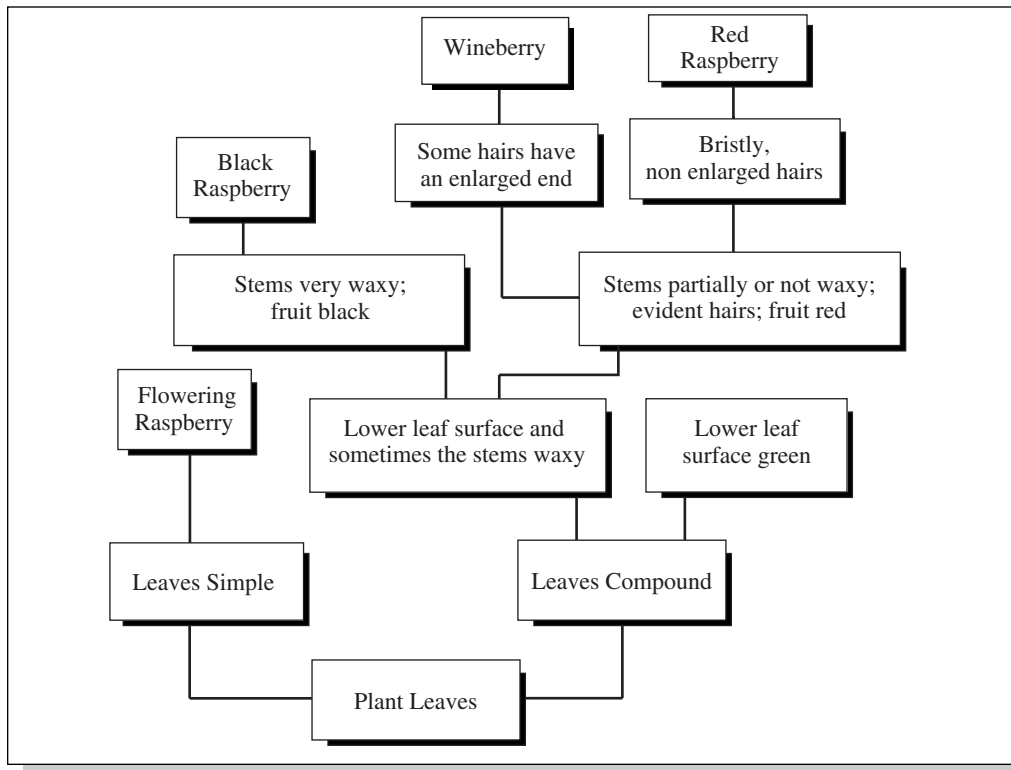 Wineberry
Red
Raspberry
Some hairs have
an enlarged end
Bristly,
non enlarged hairs
Black
Raspberry
Stems very waxy;
fruit black
Stems partially or not waxy;
evident hairs; fruit red
Flowering
Raspberry
Lower leaf surface and
sometimes the stems waxy
Lower leaf
surface green
Leaves Simple
Leaves Compound
Plant Leaves